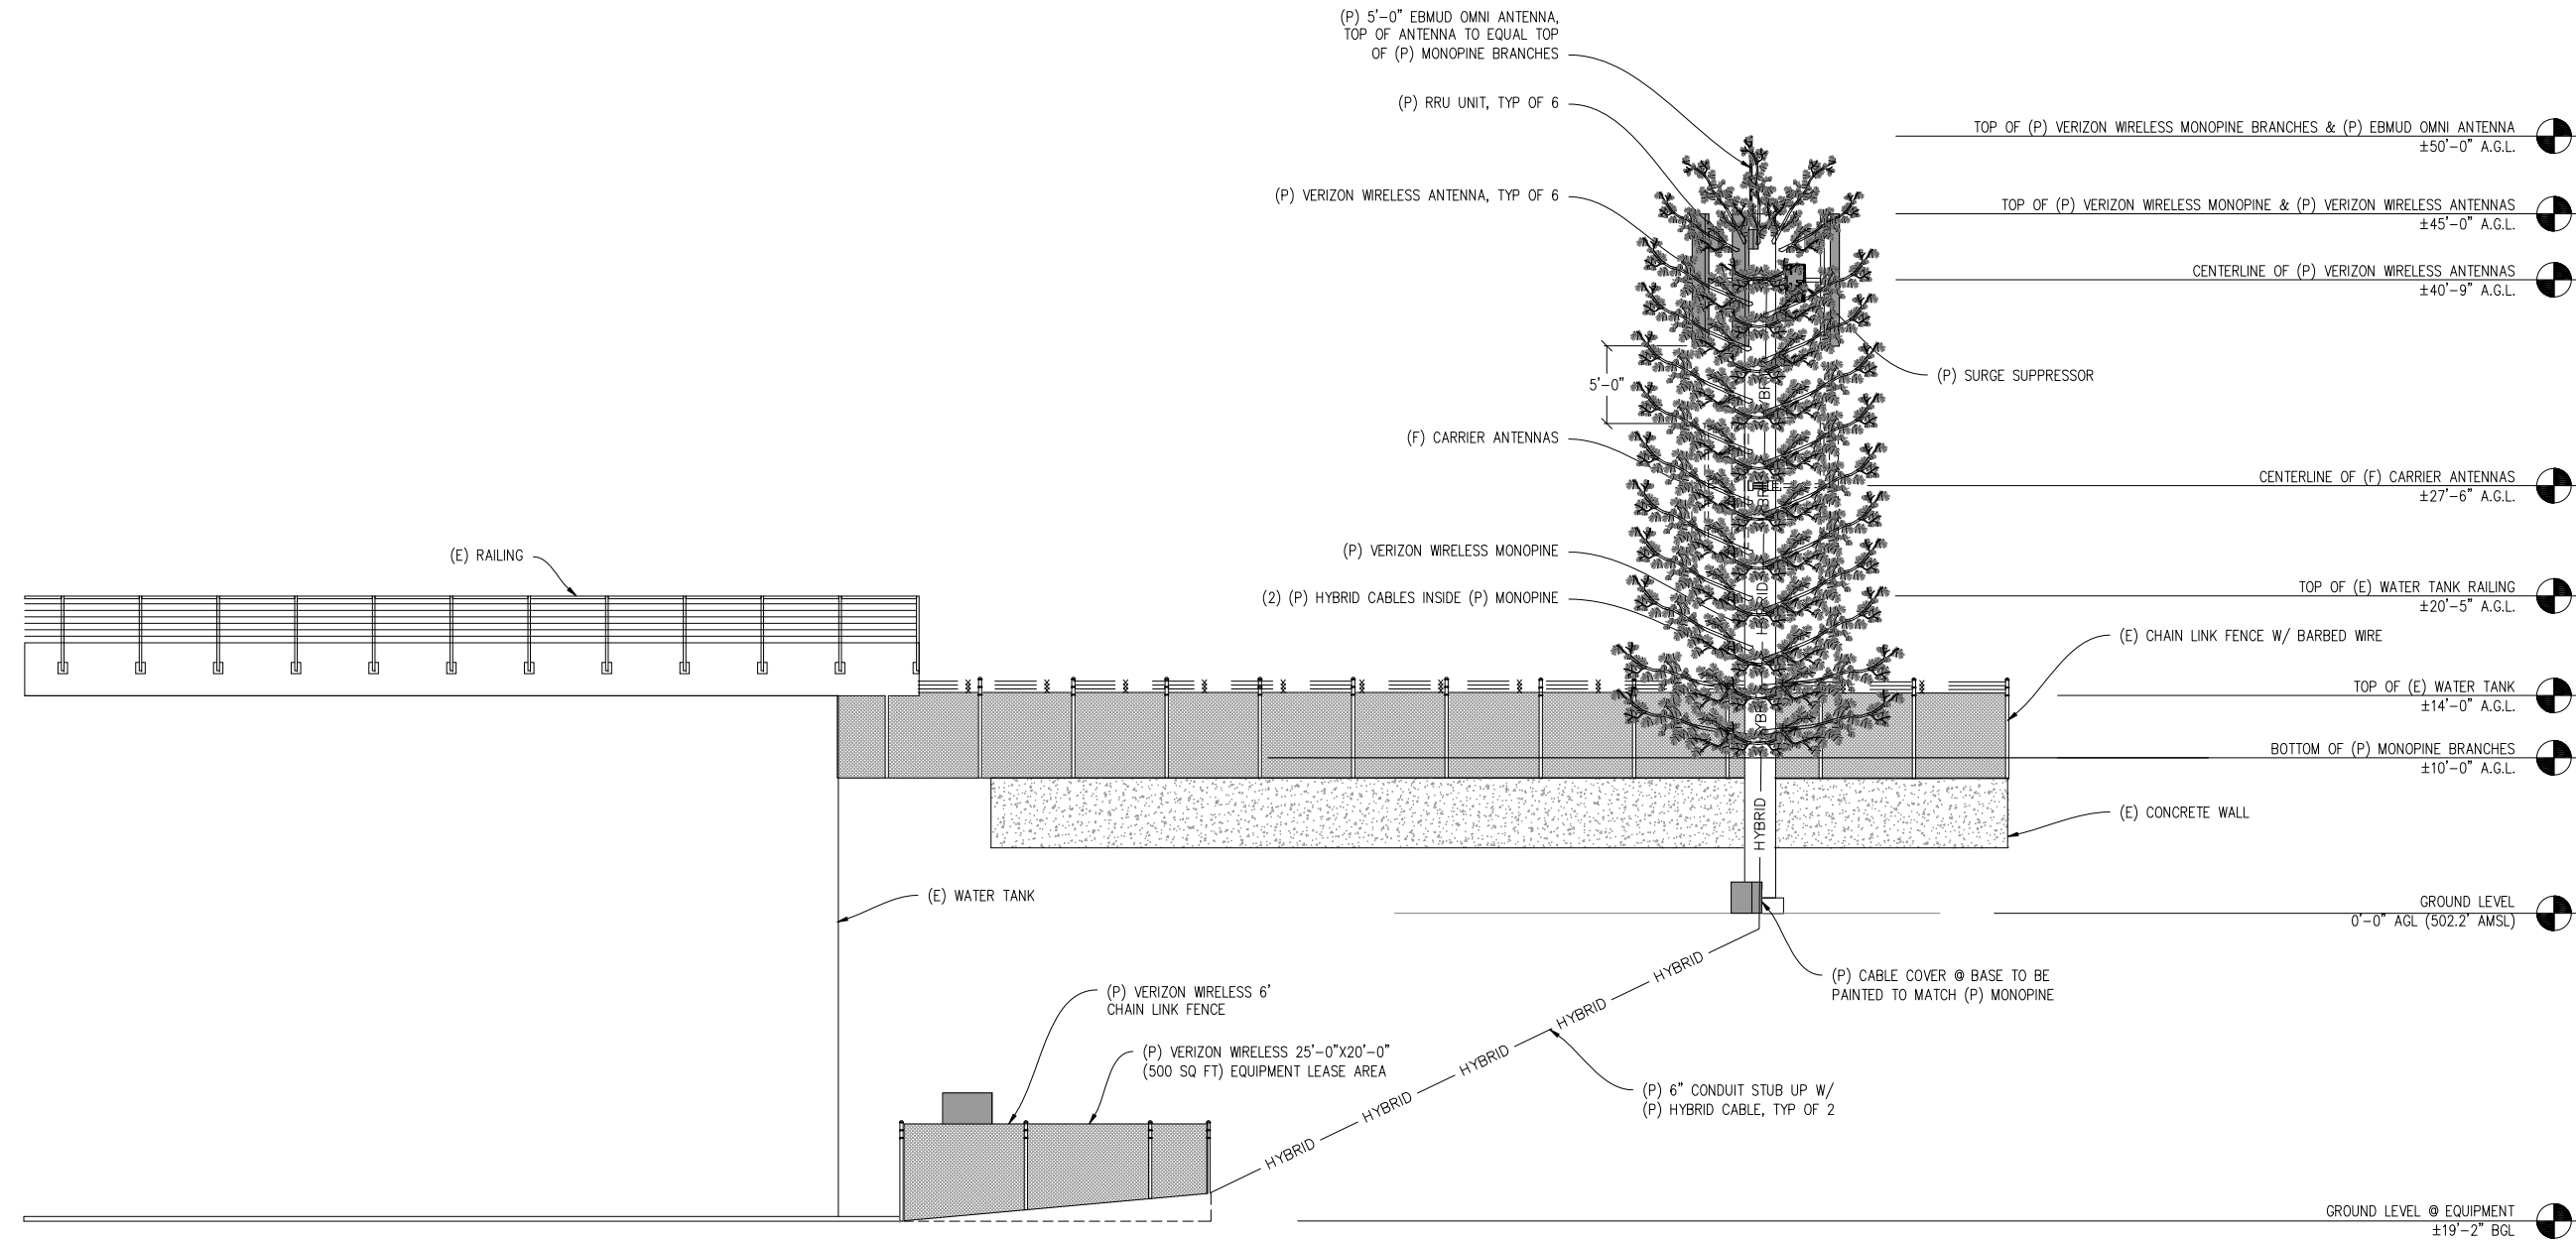 (P) 5'-0" EBMUD OMNI ANTENNA,
TOP OF ANTENNA TO EQUAL TOP
OF (P) MONOPINE BRANCHES
(P) RRU UNIT, TYP OF 6
TOP OF (P) VERIZON WIRELESS MONOPINE BRANCHES & (P) EBMUD OMNI ANTENNA
±50'-0" A.G.L.
(P) VERIZON WIRELESS ANTENNA, TYP OF 6
TOP OF (P) VERIZON WIRELESS MONOPINE & (P) VERIZON WIRELESS ANTENNAS
±45'-0" A.G.L.
CENTERLINE OF (P) VERIZON WIRELESS ANTENNAS
±40'-9" A.G.L.
5'-0"
(P) SURGE SUPPRESSOR
(F) CARRIER ANTENNAS
CENTERLINE OF (F) CARRIER ANTENNAS
±27'-6" A.G.L.
(E) RAILING
(P) VERIZON WIRELESS MONOPINE
(2) (P) HYBRID CABLES INSIDE (P) MONOPINE
TOP OF (E) WATER TANK RAILING
±20'-5" A.G.L.
(E) CHAIN LINK FENCE W/ BARBED WIRE
TOP OF (E) WATER TANK
±14'-0" A.G.L.
BOTTOM OF (P) MONOPINE BRANCHES
±10'-0" A.G.L.
HYBRID
(E) CONCRETE WALL
(E) WATER TANK
GROUND LEVEL
0'-0" AGL (502.2' AMSL)
(P) CABLE COVER @ BASE TO BE
PAINTED TO MATCH (P) MONOPINE
HYBRID
HYBRID
HYBRID
HYBRID
HYBRID
(P) VERIZON WIRELESS 6'
CHAIN LINK FENCE
(P) VERIZON WIRELESS 25'-0"X20'-0"
(500 SQ FT) EQUIPMENT LEASE AREA
(P) 6" CONDUIT STUB UP W/
(P) HYBRID CABLE, TYP OF 2
GROUND LEVEL @ EQUIPMENT
±19'-2" BGL